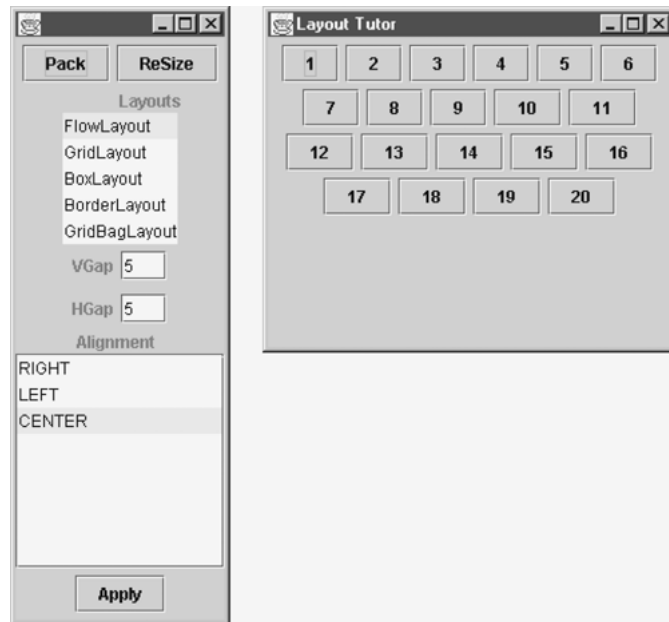 Pack ReSize
Layouts
FlowLayout
GridLayout
BoxLayout
BorderLayout
GridBagLayout
VGap 5
HGap 5
Alignment
RIGHT
LEFT
CENTER
Apply
Layout Tutor
1 2 3 4 5 6
7 8 9 10 11
12 13 14 15 16
17 18 19 20